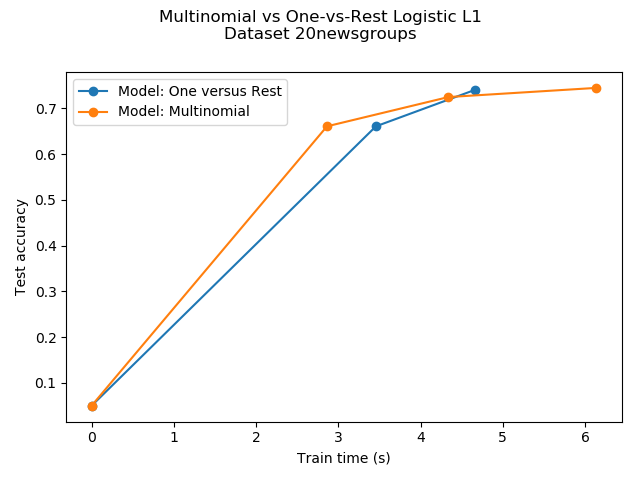 Multinomial vs One-vs-Rest Logistic L1
Dataset 20newsgroups
Model: One versus Rest
Model: Multinomial
Test accuracy
0.7
0.6
0.5
0.4
0.3
0.2
0.1
0 1 2 3 4 5 6
Train time (s)